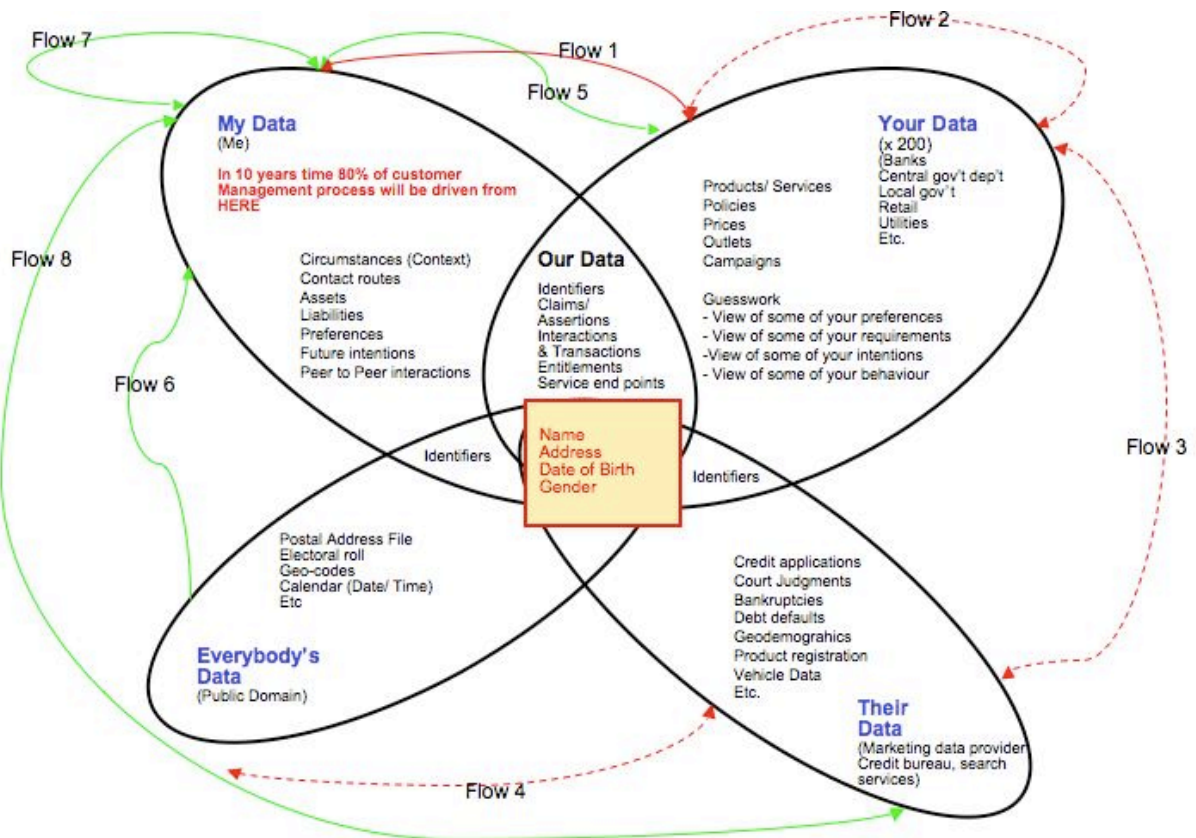 Flow 7
Flow 1
Flow 2
Flow 5
My Data
(Me)
In 10 years time 80% of customer
Management process will be driven from
HERE
Circumstances (Context)
Contact routes
Assets
Liabilities
Preferences
Future intentions
Peer to Peer interactions
Our Data
Identifiers
Claims/
Assertions
Interactions
& Transactions
Entitlements
Service end points
Your Data
(x 200)
(Banks
Central gov't dep't
Local gov't
Retail
Utilities
Etc.
Products/ Services
Policies
Prices
Outlets
Campaigns
Guesswork
- View of some of your preferences
- View of some of your requirements
-View of some of your intentions
- View of some of your behaviour
Flow 8
Flow 6
Flow 3
Identifiers
Name
Address
Date of Birth
Gender
Identifiers
Postal Address File
Electoral roll
Geo-codes
Calendar (Date/ Time)
Etc
Everybody's
Data
(Public Domain)
Credit applications
Court Judgments
Bankruptcies
Debt defaults
Geodemograhics
Product registration
Vehicle Data
Etc.
Their
Data
(Marketing data provider
Credit bureau, search
services)
Flow 4